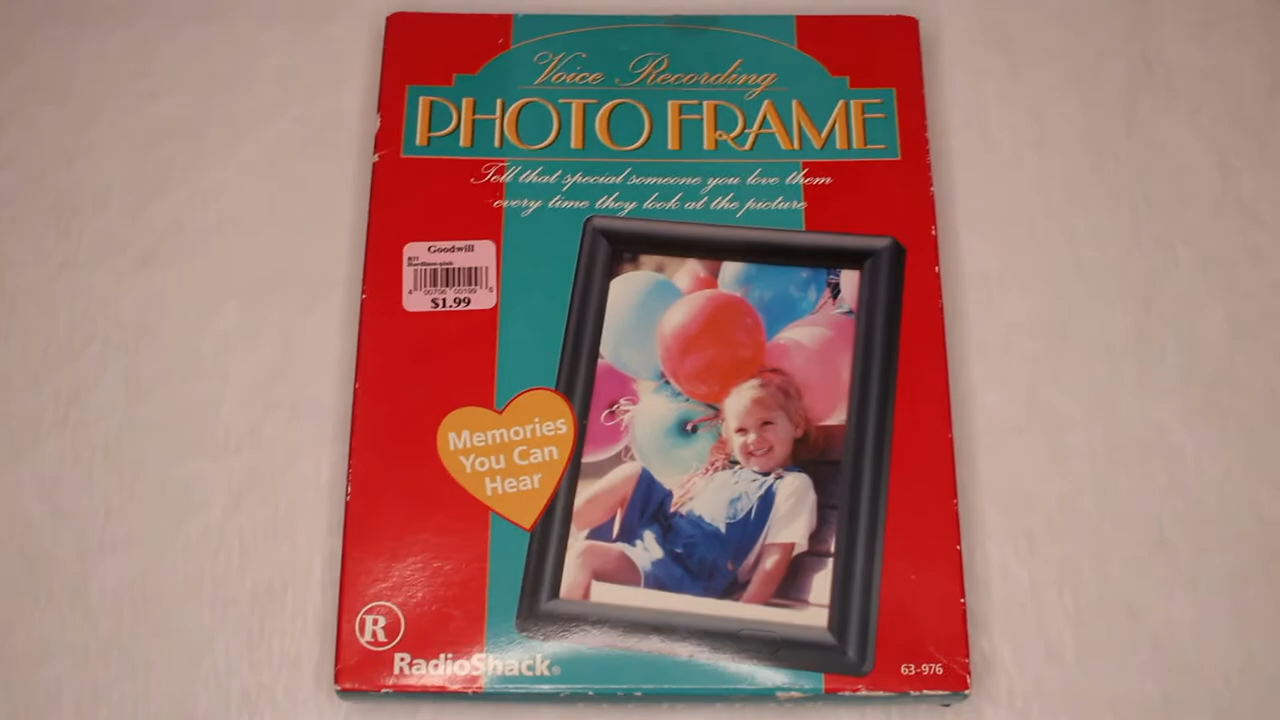 Voice Recording
PHOTO FRAME
Tell that special someone you love them
every time they look at the picture
Goodwill
$1.99
Memories
You Can
Hear
R
RadioShack®
63-976